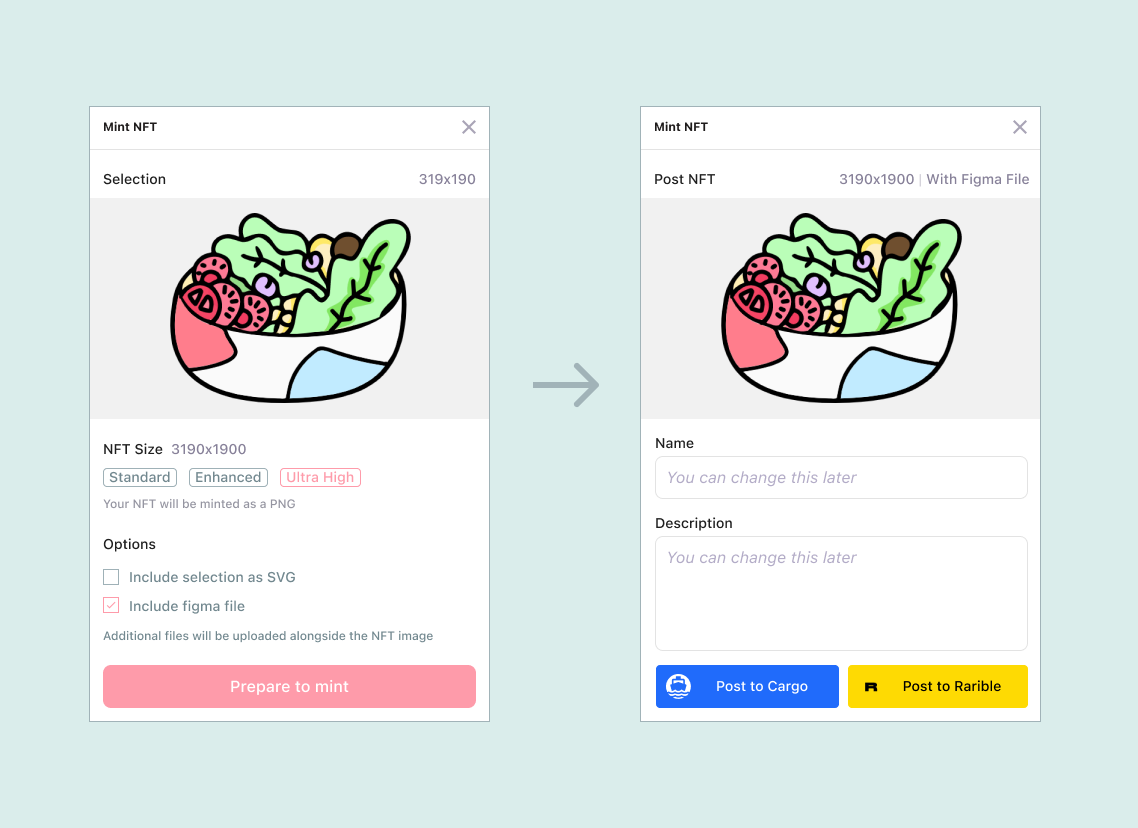 Mint NFT
Selection 319x190
NFT Size 3190x1900
Standard Enhanced Ultra High
Your NFT will be minted as a PNG
Options
Include selection as SVG
Include figma file
Additional files will be uploaded alongside the NFT image
Prepare to mint
Mint NFT
Post NFT 3190x1900 | With Figma File
Name
You can change this later
Description
You can change this later
Post to Cargo Post to Rarible